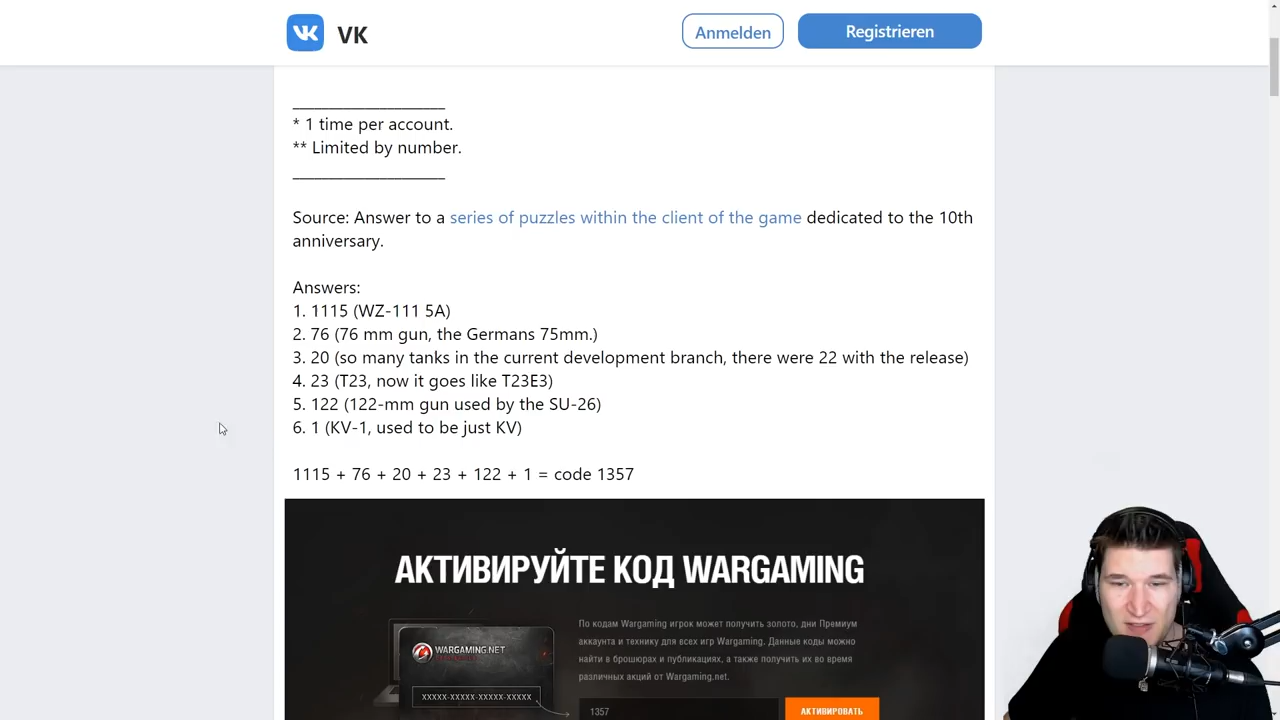 VK
Anmelden
Registrieren
* 1 time per account.
** Limited by number.
Source: Answer to a series of puzzles within the client of the game dedicated to the 10th
anniversary.
Answers:
1. 1115 (WZ-111 5A)
2. 76 (76 mm gun, the Germans 75mm.)
3. 20 (so many tanks in the current development branch, there were 22 with the release)
4. 23 (T23, now it goes like T23E3)
5. 122 (122-mm gun used by the SU-26)
6. 1 (KV-1, used to be just KV)
1115 + 76 + 20 + 23 + 122 + 1 = code 1357
АКТИВИРУЙТЕ КОД WARGAMING
По кодам Wargaming игрок может получить золото, дни Премиум
аккаунта и технику для всех игр Wargaming. Данные коды можно
найти в брошюрах и публикациях, а также получить их во время
различных акций от Wargaming.net.
WARGAMING.NET
XXXXX-XXXXX-XXXXX-XXXXX
1357
АКТИВИРОВАТЬ